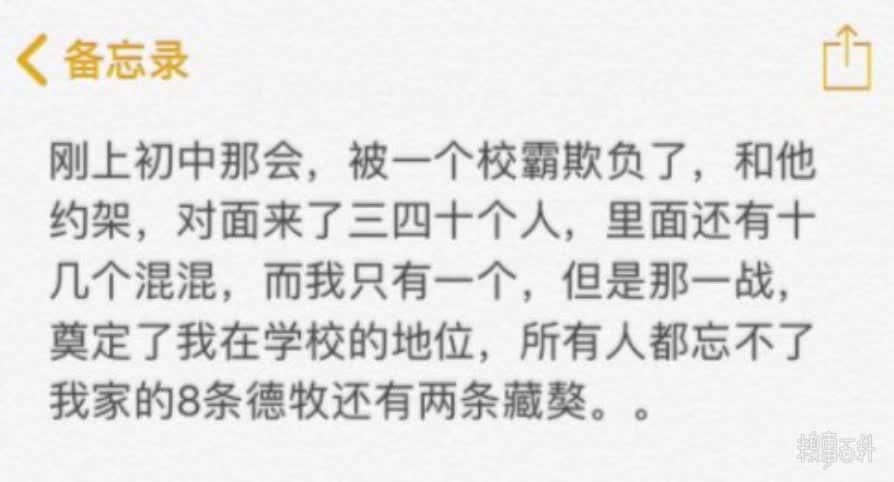 备忘录
刚上初中那会，被一个校霸欺负了，和他
约架，对面来了三四十个人，里面还有十
几个混混，而我只有一个，但是那一战，
奠定了我在学校的地位，所有人都忘不了
我家的8条德牧还有两条藏獒。。
糗事百科